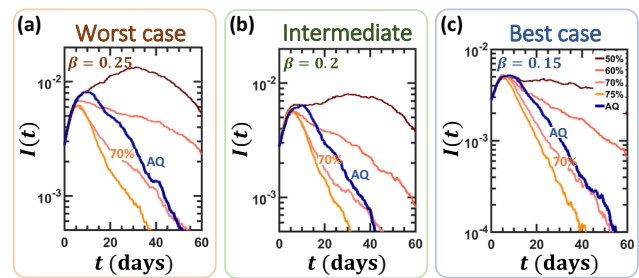 (a) Worst case
β = 0.25
10⁻²
10⁻³
I(t)
70%
AQ
0 20 40 60
t (days)
(b) Intermediate
β = 0.2
10⁻²
10⁻³
I(t)
70%
AQ
0 20 40 60
t (days)
(c) Best case
β = 0.15
10⁻²
10⁻³
10⁻⁴
I(t)
50%
60%
70%
75%
AQ
AQ
70%
0 20 40 60
t (days)